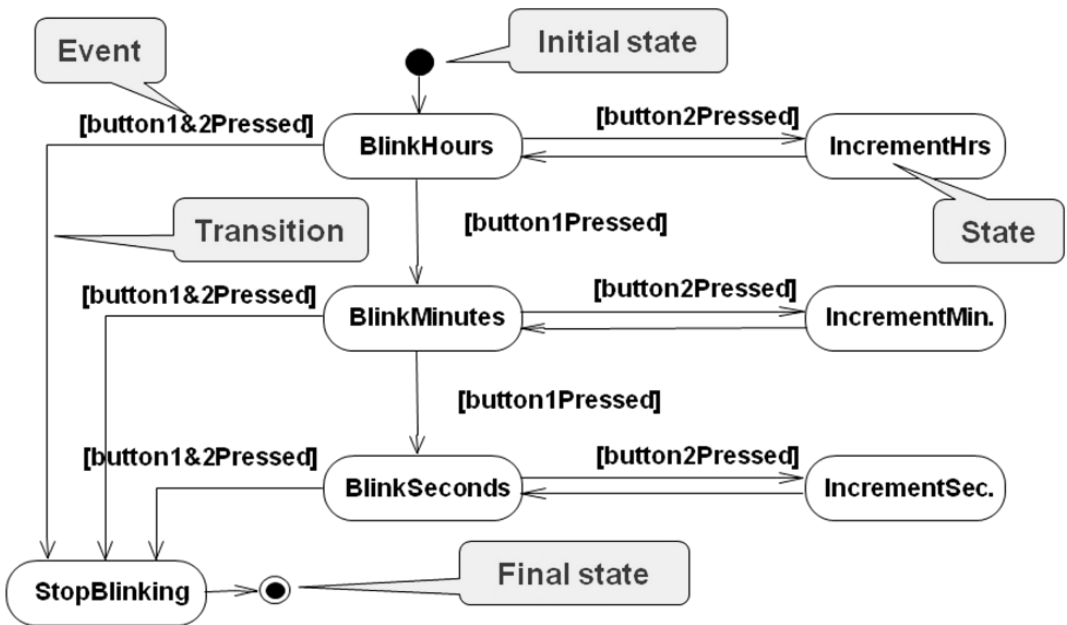 Initial state
Event
[button1&2Pressed]
[button2Pressed]
BlinkHours
IncrementHrs
Transition
[button1Pressed]
State
[button1&2Pressed]
[button2Pressed]
BlinkMinutes
IncrementMin.
[button1Pressed]
[button1&2Pressed]
[button2Pressed]
BlinkSeconds
IncrementSec.
StopBlinking
Final state